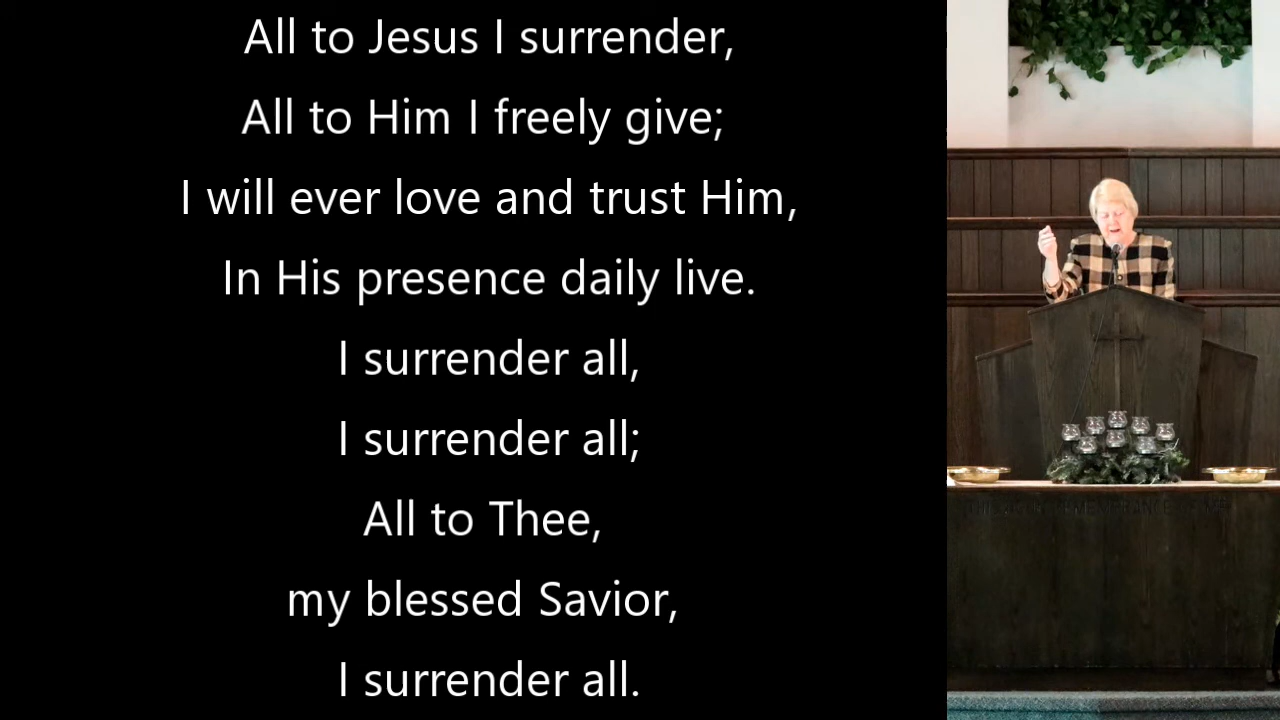 All to Jesus I surrender,
All to Him I freely give;
I will ever love and trust Him,
In His presence daily live.
I surrender all,
I surrender all;
All to Thee,
my blessed Savior,
I surrender all.